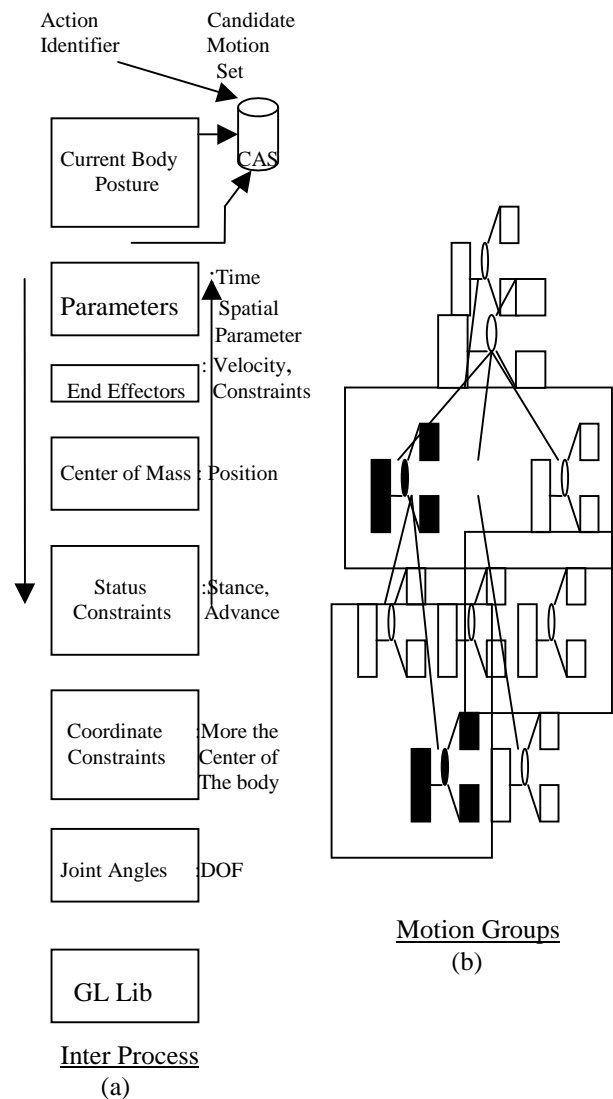 Action
Identifier
Candidate
Motion
Set
CAS
Current Body
Posture
Parameters
:Time
Spatial
Parameter
End Effectors
: Velocity,
Constraints
Center of Mass : Position
Status
Constraints
:Stance,
Advance
Coordinate
Constraints
:More the
Center of
The body
Joint Angles :DOF
GL Lib
Inter Process
(a)
Motion Groups
(b)